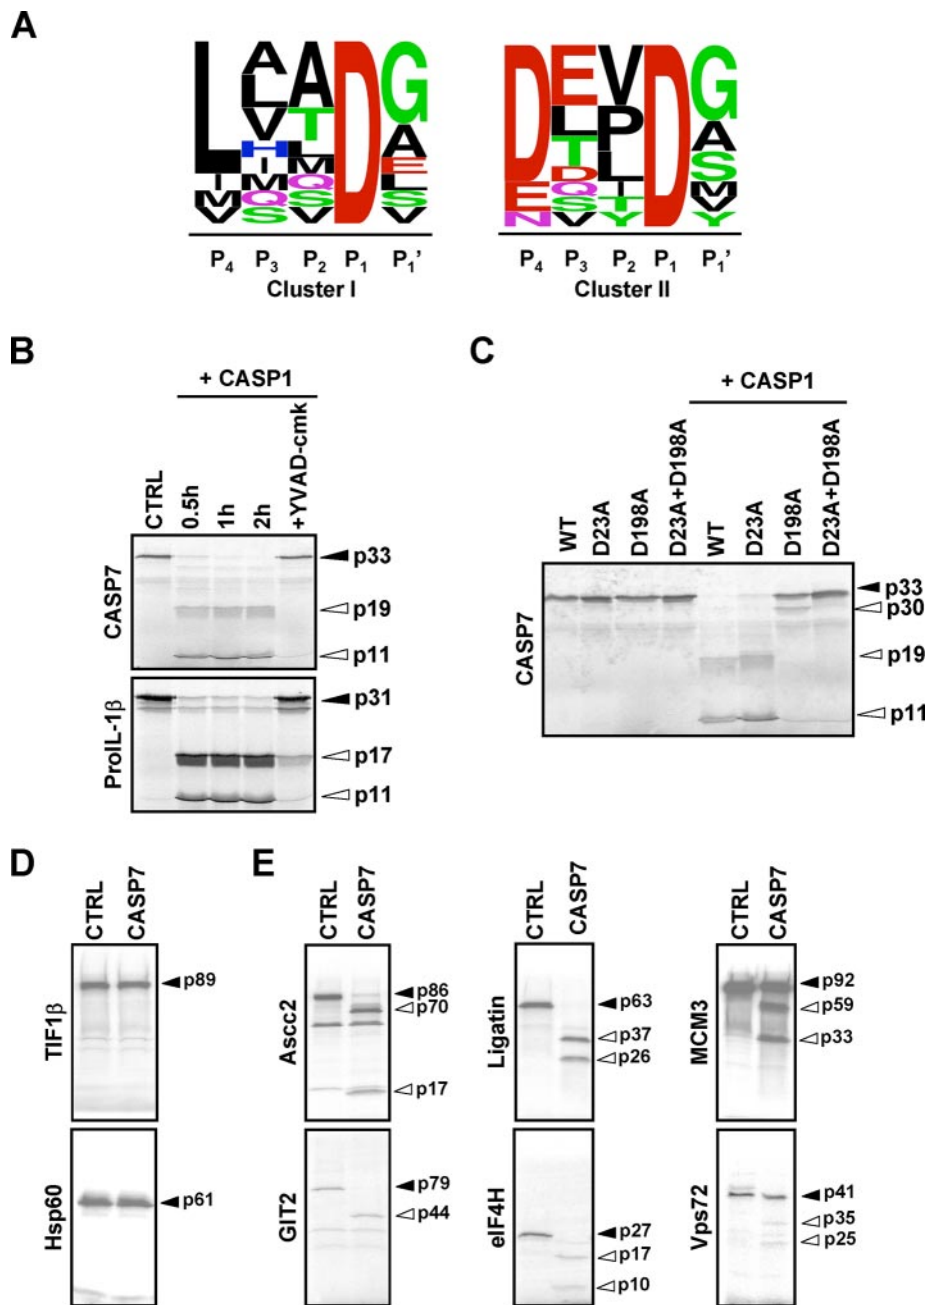 A
L I M V
A L V H I M Q S
A T L M Q S V
D
G A E L S V
D E N
E L T D Q S V
V P L I T Y
D
G A S M V Y
P4 P3 P2 P1 P1'
P4 P3 P2 P1 P1'
Cluster I
Cluster II
B
+ CASP1
CTRL
0.5h
1h
2h
+YVAD-cmk
CASP7
p33
p19
p11
ProIL-1β
p31
p17
p11
C
+ CASP1
WT
D23A
D198A
D23A+D198A
WT
D23A
D198A
D23A+D198A
CASP7
p33
p30
p19
p11
D
CTRL
CASP7
TIF1β
p89
Hsp60
p61
E
CTRL
CASP7
Ascc2
p86
p70
p17
GIT2
p79
p44
CTRL
CASP7
Ligatin
p63
p37
p26
eIF4H
p27
p17
p10
CTRL
CASP7
MCM3
p92
p59
p33
Vps72
p41
p35
p25